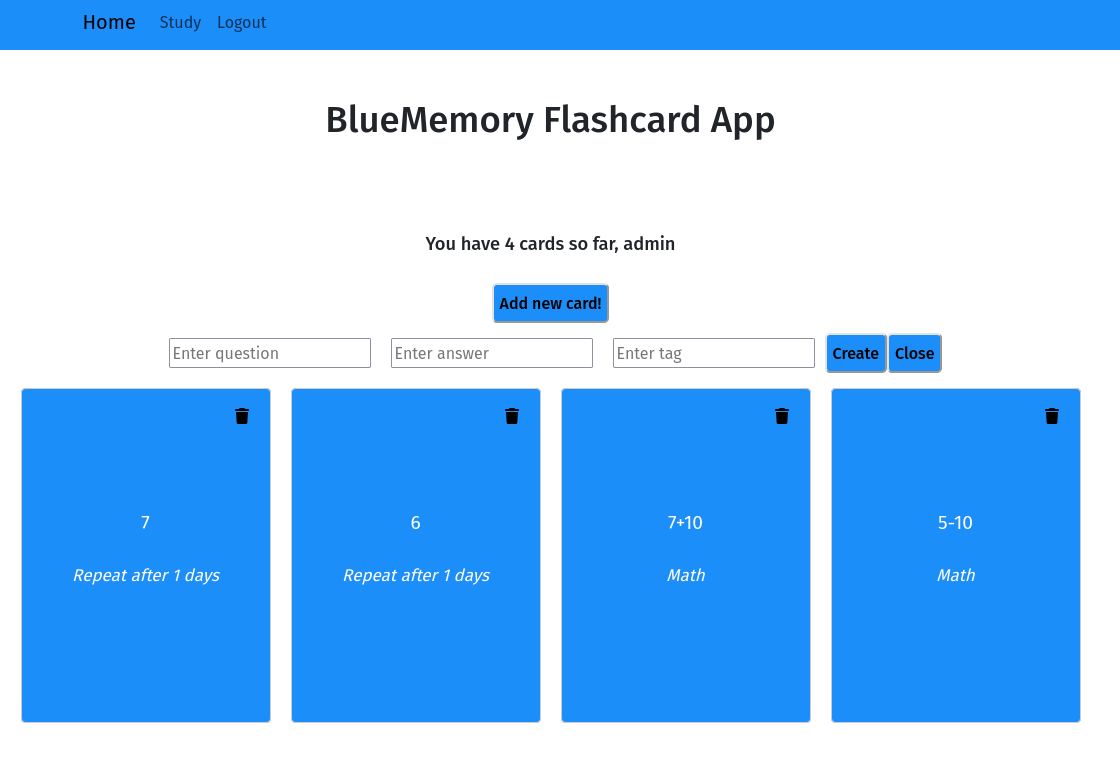 Home Study Logout
BlueMemory Flashcard App
You have 4 cards so far, admin
Add new card!
Enter question Enter answer Enter tag Create Close
7 6 7+10 5-10
Repeat after 1 days Repeat after 1 days Math Math